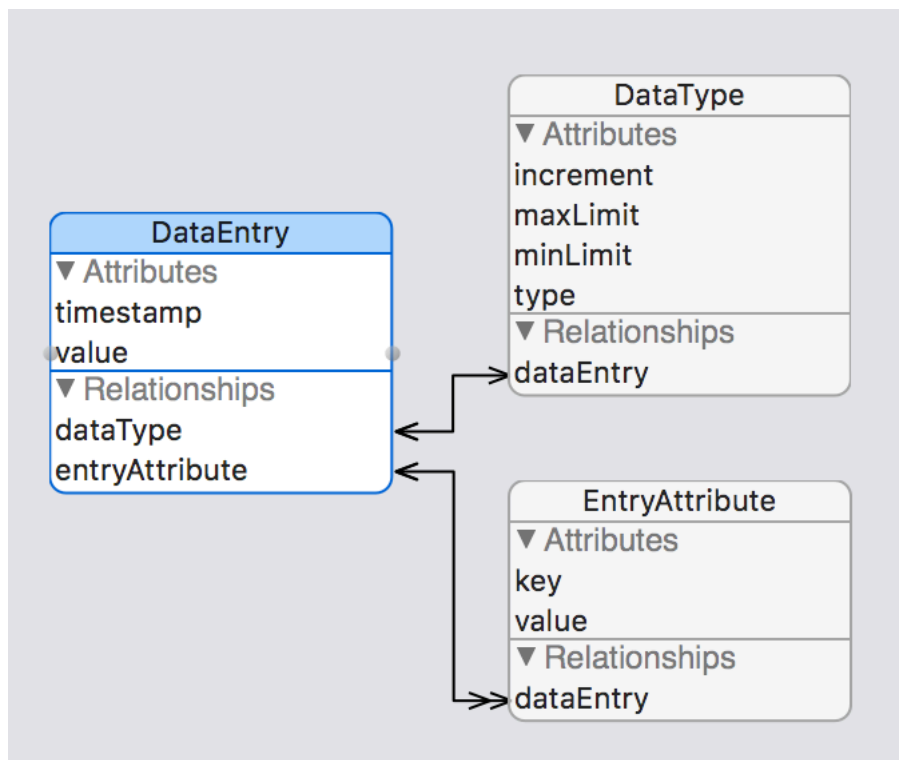 DataEntry
▼ Attributes
timestamp
value
▼ Relationships
dataType
entryAttribute
DataType
▼ Attributes
increment
maxLimit
minLimit
type
▼ Relationships
dataEntry
EntryAttribute
▼ Attributes
key
value
▼ Relationships
dataEntry